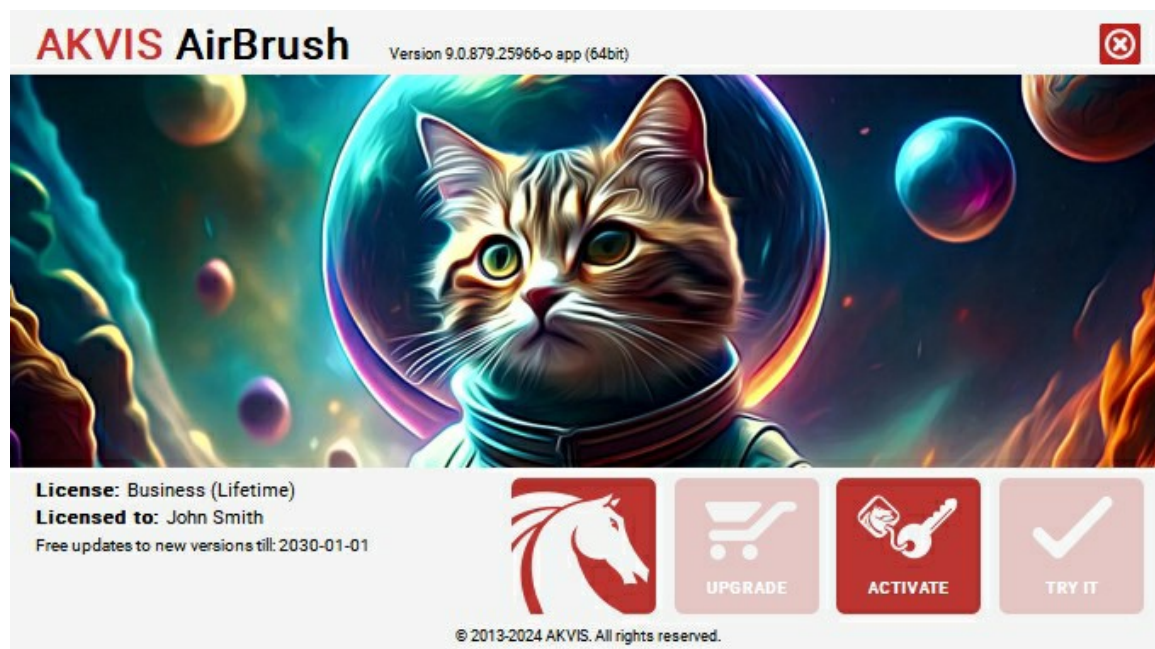 AKVIS AirBrush
Version 9.0.879.25966-o app (64bit)
License: Business (Lifetime)
Licensed to: John Smith
Free updates to new versions till: 2030-01-01
UPGRADE
ACTIVATE
TRY IT
© 2013-2024 AKVIS. All rights reserved.